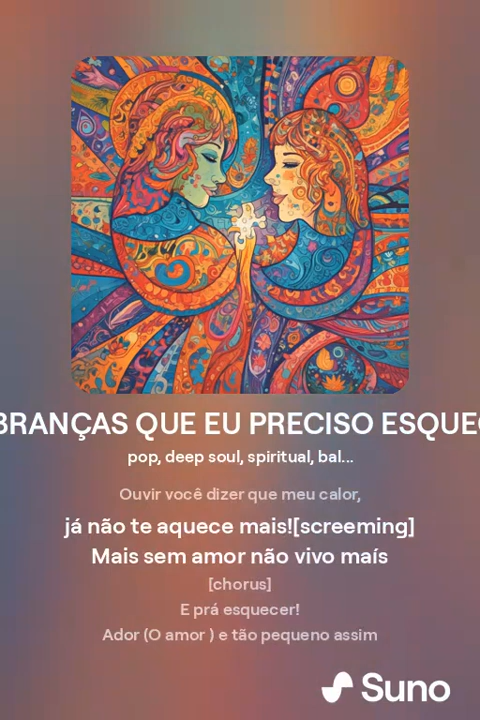 BRANÇAS QUE EU PRECISO ESQUEC
pop, deep soul, spiritual, bal...
Ouvir você dizer que meu calor,
já não te aquece mais![screeming]
Mais sem amor não vivo maís
[chorus]
E prá esquecer!
Ador (O amor ) e tão pequeno assim
Suno